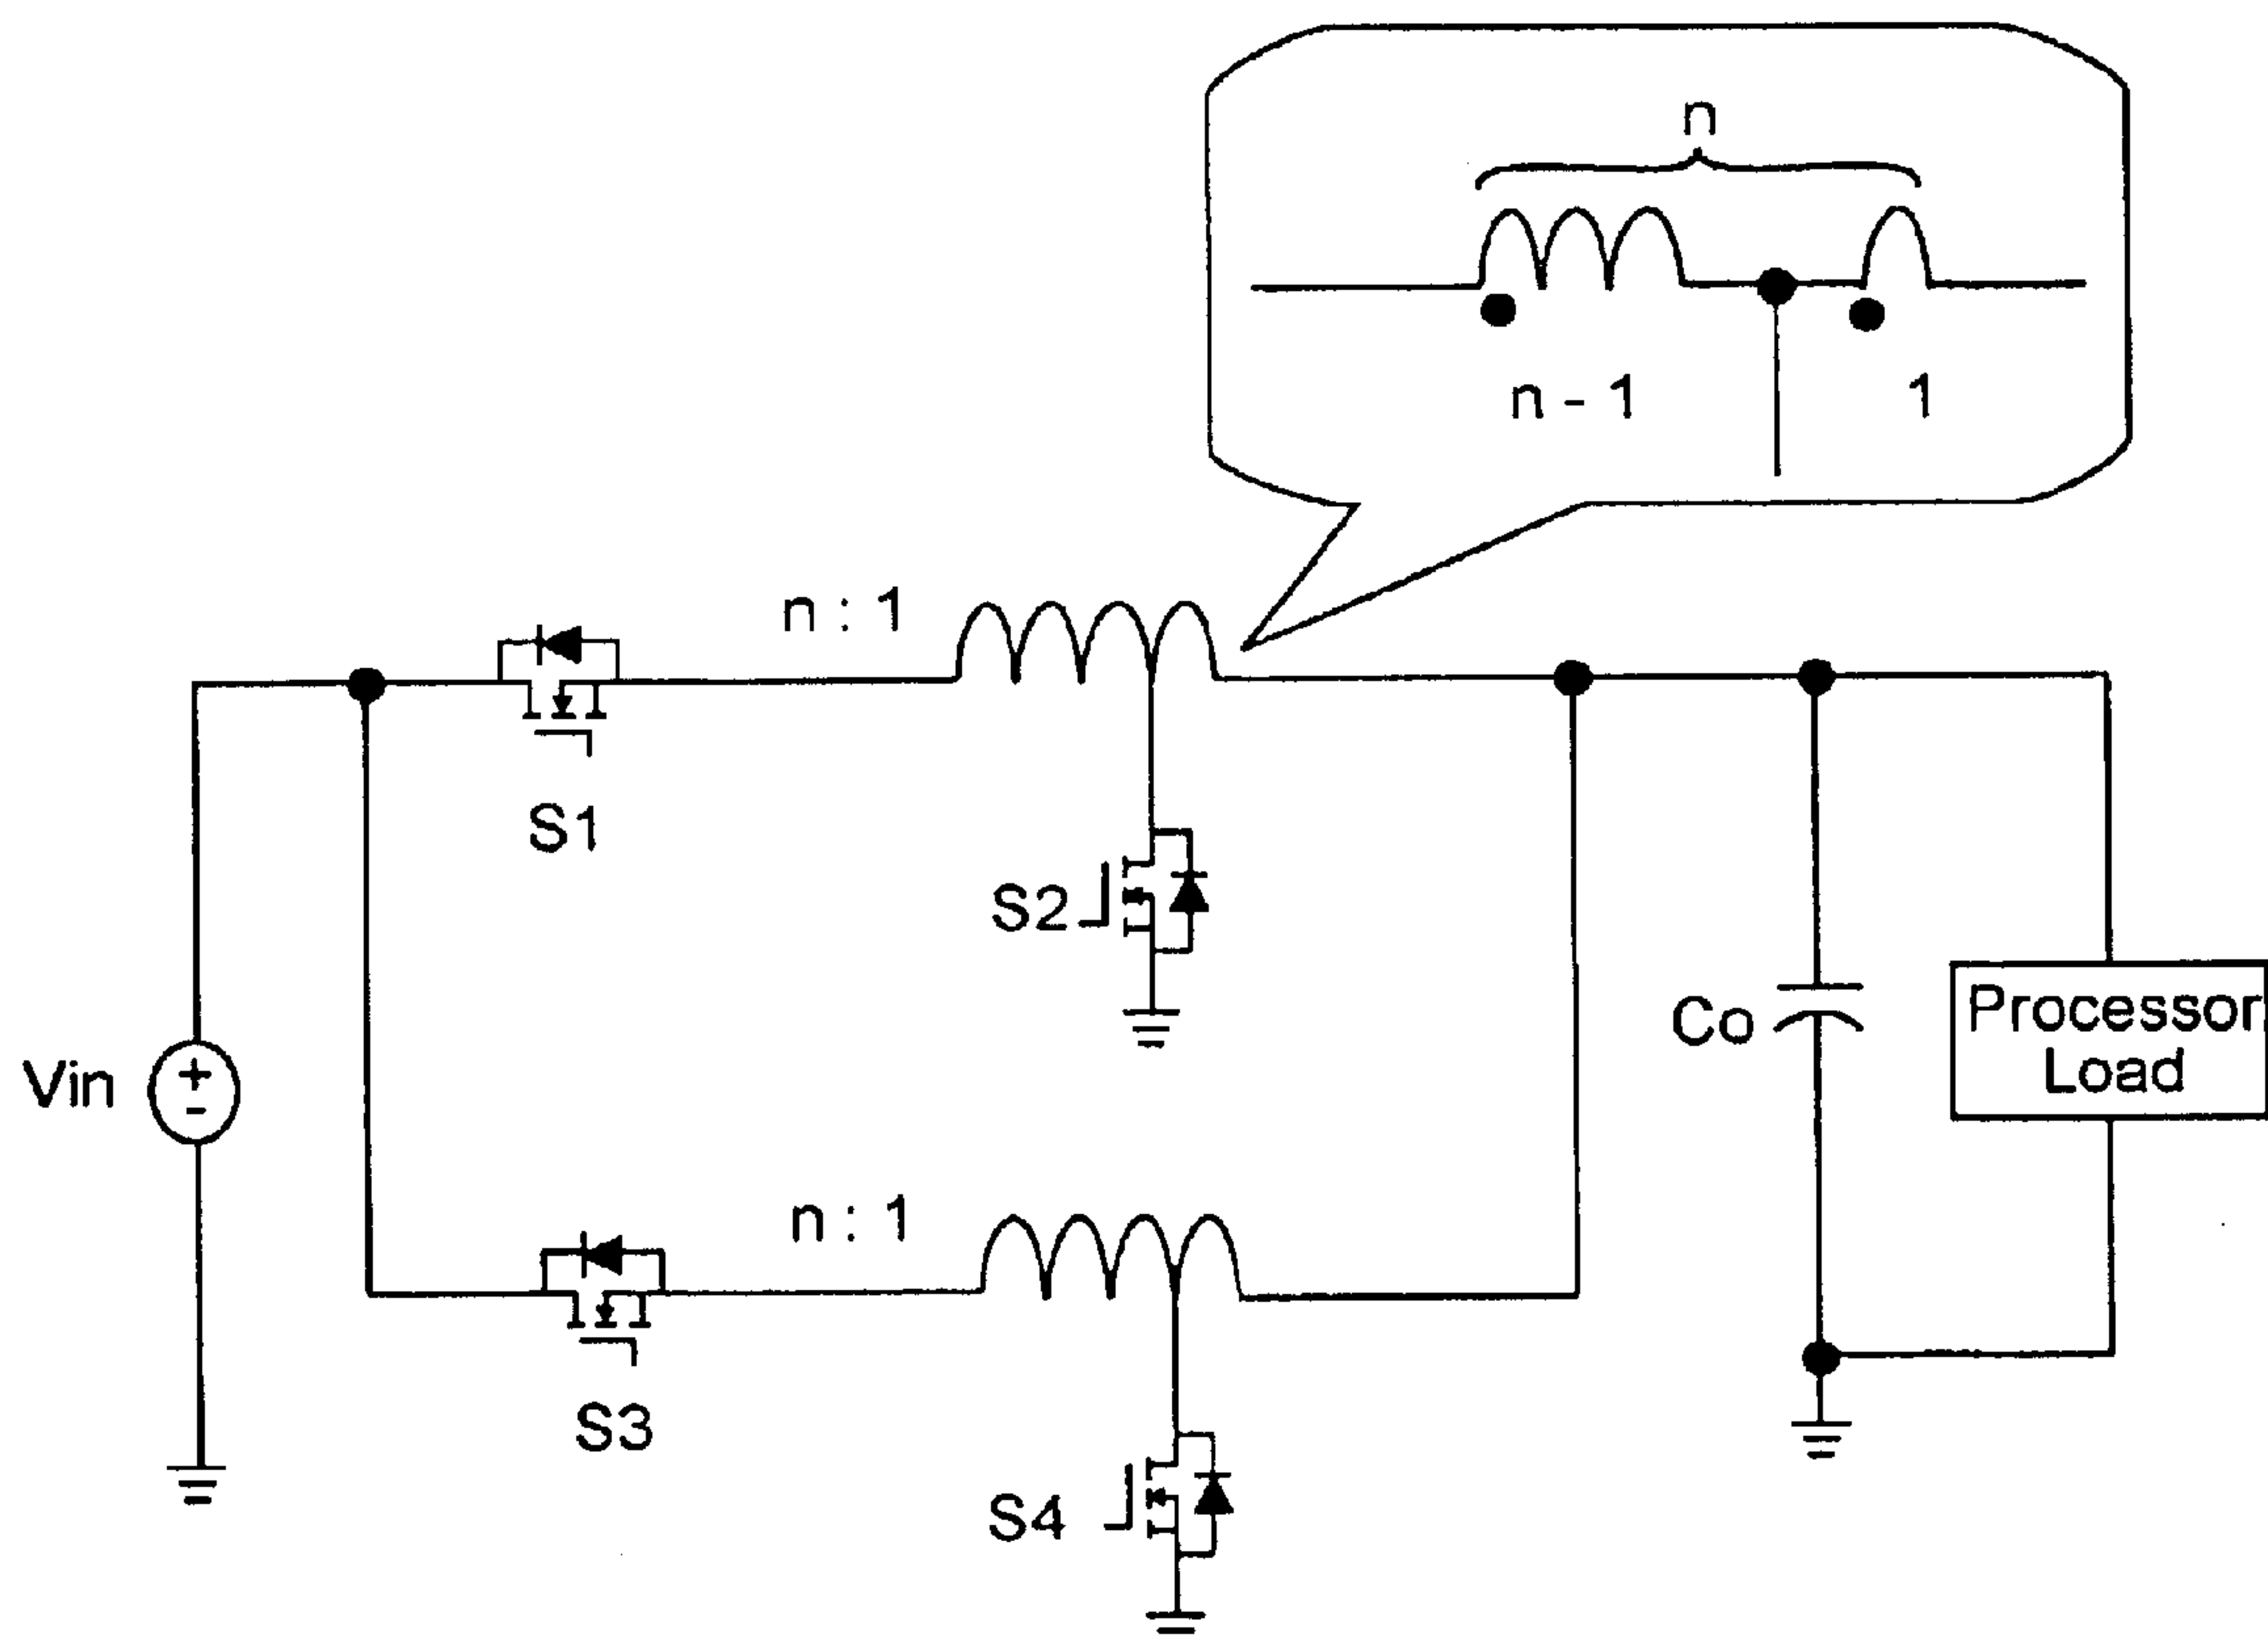 n
n - 1
1
n : 1
S1
S2
Vin
+
-
Co
Processor
Load
n : 1
S3
S4